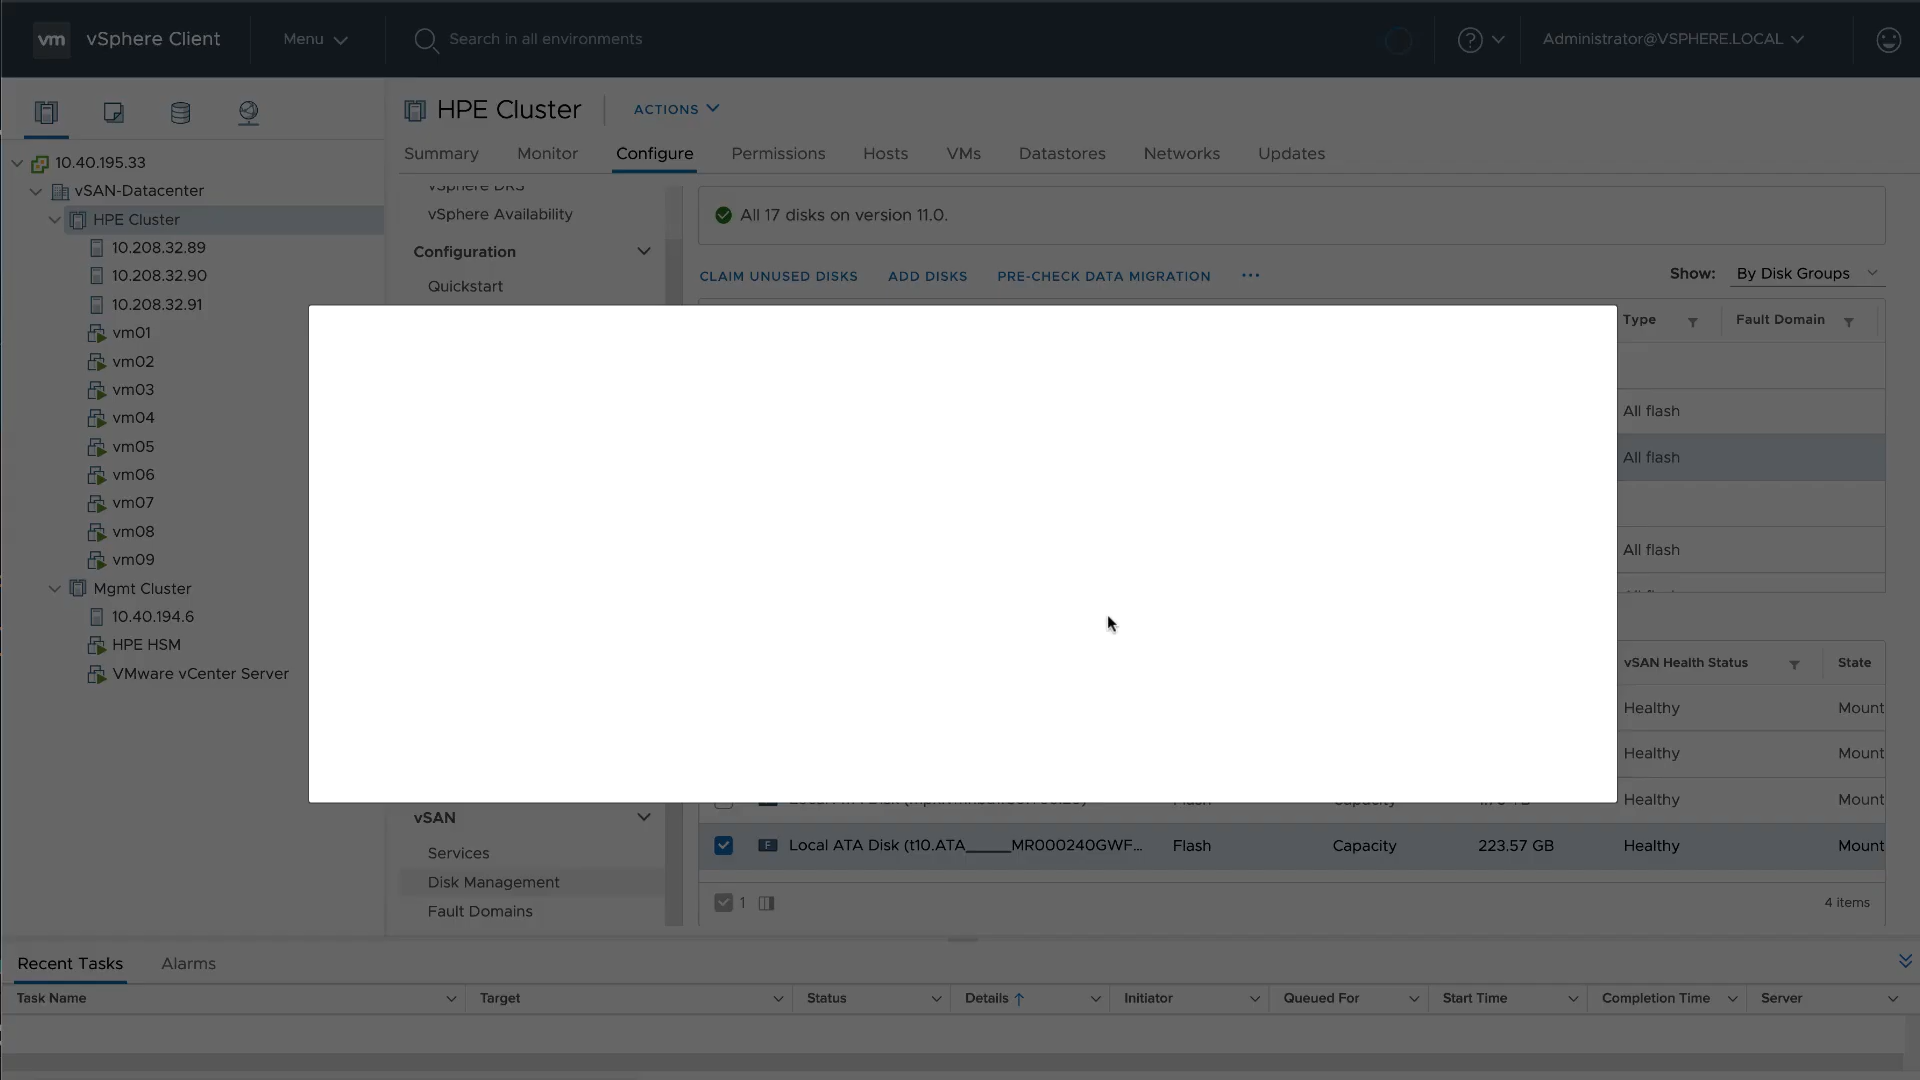 vm vSphere Client Menu Search in all environments ? Administrator@VSPHERE.LOCAL
HPE Cluster ACTIONS
Summary Monitor Configure Permissions Hosts VMs Datastores Networks Updates
10.40.195.33
vSAN-Datacenter
HPE Cluster
10.208.32.89
10.208.32.90
10.208.32.91
vm01
vm02
vm03
vm04
vm05
vm06
vm07
vm08
vm09
Mgmt Cluster
10.40.194.6
HPE HSM
VMware vCenter Server
vSphere DRS
vSphere Availability
Configuration
Quickstart
vSAN
Services
Disk Management
Fault Domains
All 17 disks on version 11.0.
CLAIM UNUSED DISKS ADD DISKS PRE-CHECK DATA MIGRATION ... Show: By Disk Groups
Type Fault Domain
All flash
All flash
All flash
vSAN Health Status State
Healthy Mount
Healthy Mount
Healthy Mount
F Local ATA Disk (t10.ATA_____MR000240GWF... Flash Capacity 223.57 GB Healthy Mount
1 4 items
Recent Tasks Alarms
Task Name Target Status Details Initiator Queued For Start Time Completion Time Server